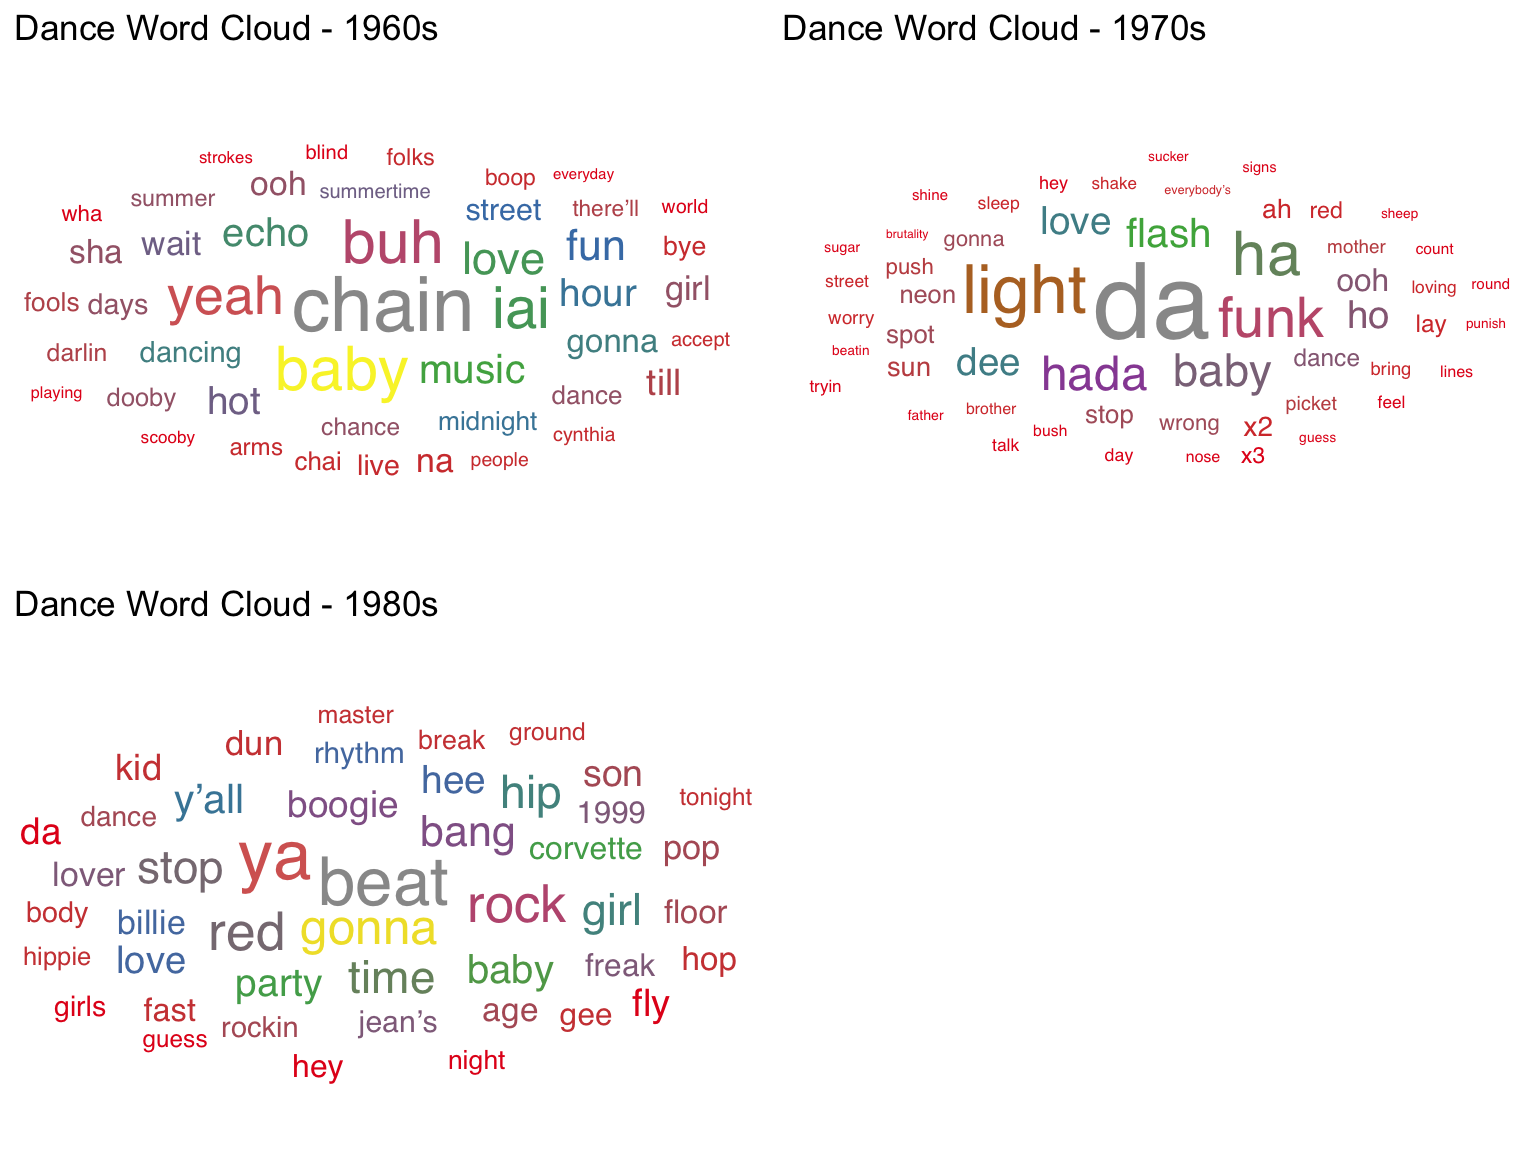 Dance Word Cloud - 1960s
strokes blind folks
boop everyday
summer ooh summertime
wha street there'll world
sha wait echo buh love fun bye
fools days yeah chain iai hour girl
darlin dancing baby music gonna accept
playing dooby hot dance till
scooby chance midnight cynthia
arms chai live na people
Dance Word Cloud - 1970s
sucker signs
shine sleep hey shake everybody's
ah red sheep
sugar brutality gonna love flash ha mother count
street push neon light da ooh loving round
worry spot funk ho lay punish
beatin sun dee hada baby dance bring lines
tryin
father brother stop wrong x2 picket feel
talk bush day nose x3 guess
Dance Word Cloud - 1980s
master
dun rhythm break ground
kid y'all boogie hee hip son tonight
da dance bang 1999
lover stop ya beat corvette pop
body billie red gonna rock girl floor
hippie love party time baby freak hop
girls fast rockin jean's age gee fly
guess
hey night